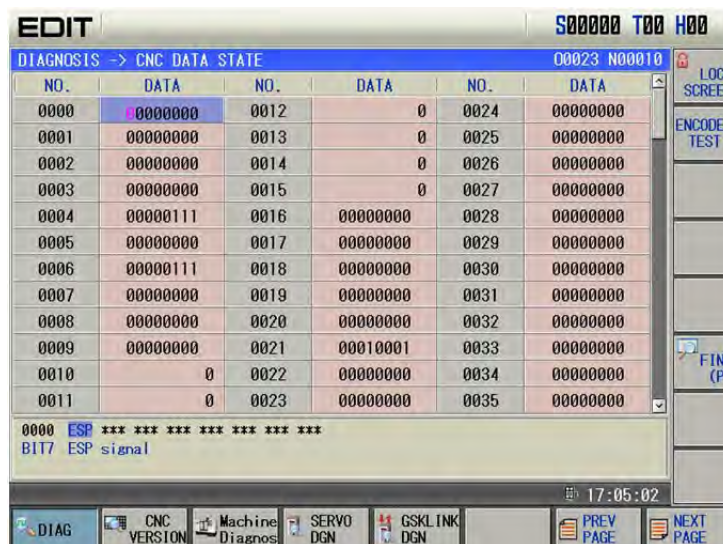 EDIT S00000 T00 H00
DIAGNOSIS -> CNC DATA STATE O0023 N00010
NO. DATA NO. DATA NO. DATA
0000 00000000 0012 0 0024 00000000
0001 00000000 0013 0 0025 00000000
0002 00000000 0014 0 0026 00000000
0003 00000000 0015 0 0027 00000000
0004 00000111 0016 00000000 0028 00000000
0005 00000000 0017 00000000 0029 00000000
0006 00000111 0018 00000000 0030 00000000
0007 00000000 0019 00000000 0031 00000000
0008 00000000 0020 00000000 0032 00000000
0009 00000000 0021 00010001 0033 00000000
0010 0 0022 00000000 0034 00000000
0011 0 0023 00000000 0035 00000000
0000 ESP *** *** *** *** *** *** ***
BIT7 ESP signal
17:05:02
LOC
SCREE
ENCODE
TEST
FIN
(P
DIAG
CNC
VERSION
Machine
Diagnos
SERVO
DGN
GSKLINK
DGN
PREV
PAGE
NEXT
PAGE